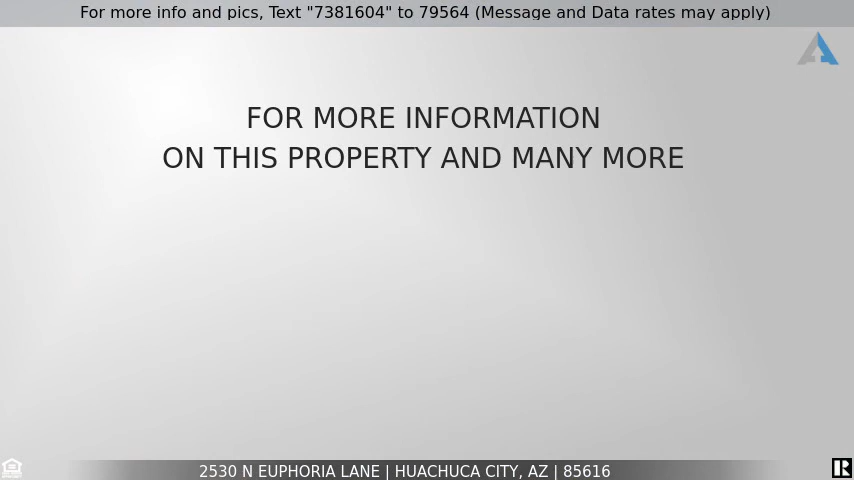 For more info and pics, Text "7381604" to 79564 (Message and Data rates may apply)
FOR MORE INFORMATION
ON THIS PROPERTY AND MANY MORE
2530 N EUPHORIA LANE | HUACHUCA CITY, AZ | 85616